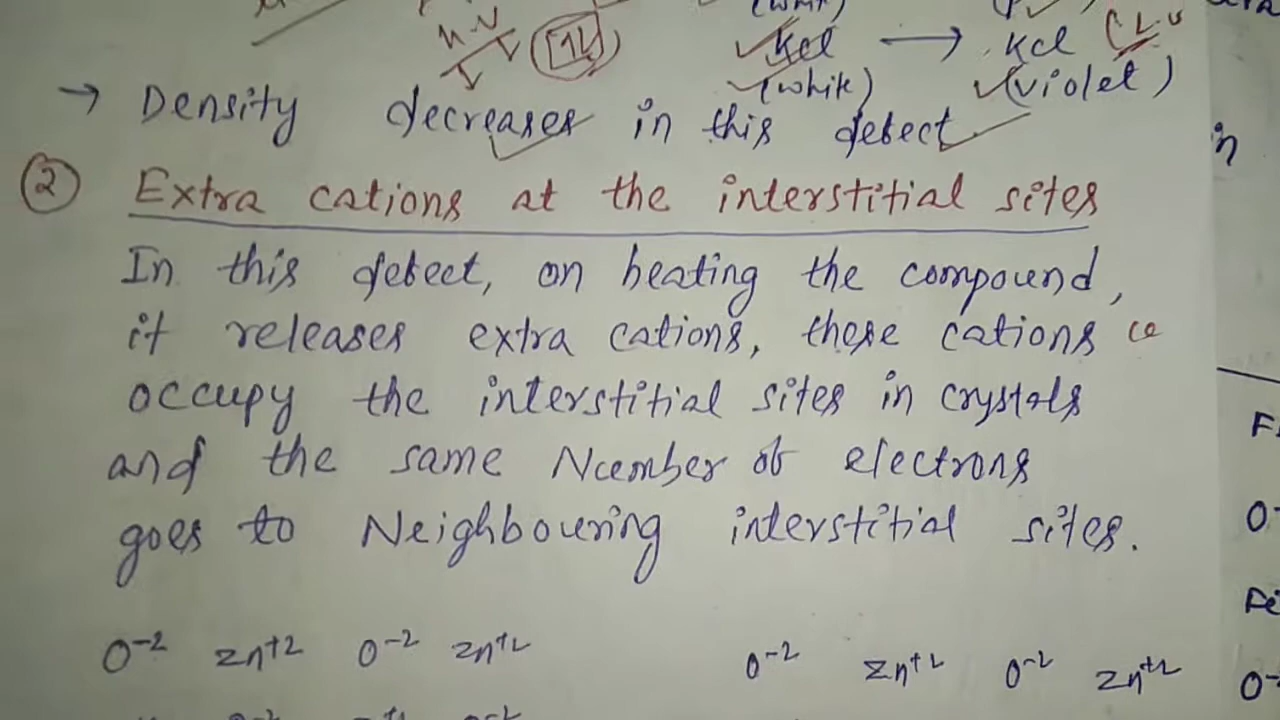 kcl → kcl
(white) (violet)
→ Density decreases in this defect
② Extra cations at the interstitial sites
In this defect, on heating the compound,
it releases extra cations, these cations
occupy the interstitial sites in crystals
and the same Number of electrons
goes to Neighbouring interstitial sites.
O⁻² Zn⁺² O⁻² Zn⁺² O⁻² Zn⁺² O⁻² Zn⁺²